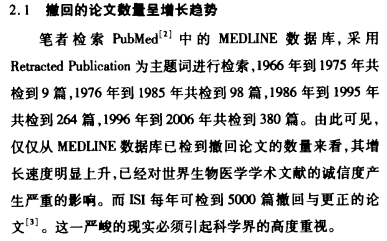 2.1 撤回的论文数量呈增长趋势
笔者检索 PubMed[2] 中的 MEDLINE 数据库，采用
Retracted Publication 为主题词进行检索，1966 年到 1975 年共
检到 9 篇，1976 年到 1985 年共检到 98 篇，1986 年到 1995 年
共检到 264 篇，1996 年到 2006 年共检到 380 篇。由此可见，
仅仅从 MEDLINE 数据库已检到撤回论文的数量来看，其增
长速度明显上升，已经对世界生物医学学术文献的诚信度产
生严重的影响。而 ISI 每年可检到 5000 篇撤回与更正的论
文[3]。这一严峻的现实必须引起科学界的高度重视。